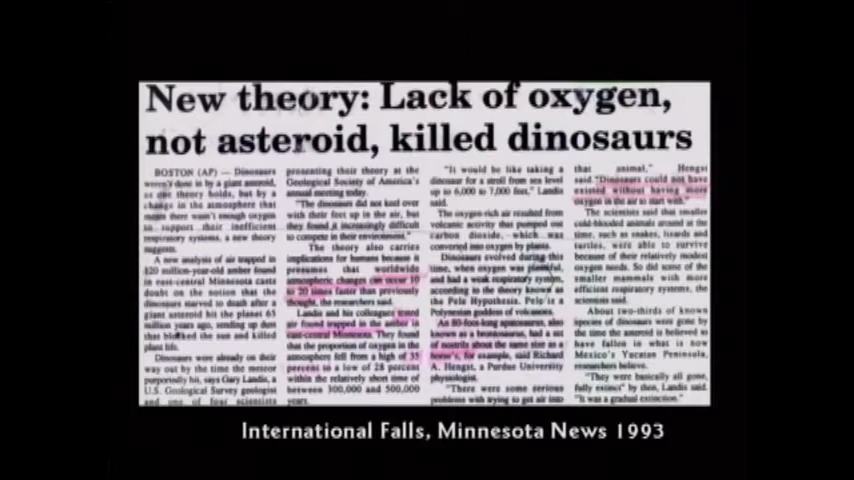 New theory: Lack of oxygen,
not asteroid, killed dinosaurs
BOSTON (AP) — Dinosaurs
weren't done in by a giant asteroid,
as one theory holds, but by a
change in the atmosphere that
meant there wasn't enough oxygen
to support their inefficient
respiratory systems, a new theory
suggests.
A new analysis of air trapped in
120 million-year-old amber found
in east-central Minnesota casts
doubt on the notion that the
dinosaurs starved to death after a
giant asteroid hit the planet 65
million years ago, sending up dust
that blocked the sun and killed
plant life.
Dinosaurs were already on their
way out by the time the meteor
purportedly hit, says Gary Landis, a
U.S. Geological Survey geologist
and one of four scientists
presenting their theory at the
Geological Society of America's
annual meeting today.
"The dinosaurs did not keel over
with their feet up in the air, but
they found it increasingly difficult
to compete in their environment."
The theory also carries
implications for humans because it
presumes that worldwide
atmospheric changes can occur 10
to 20 times faster than previously
thought, the researchers said.
Landis and his colleagues tested
air found trapped in the amber in
east-central Minnesota. They found
that the proportion of oxygen in the
atmosphere fell from a high of 35
percent to a low of 28 percent
within the relatively short time of
between 300,000 and 500,000
years.
"It would be like taking a
dinosaur for a stroll from sea level
up to 6,000 to 7,000 feet," Landis
said.
The oxygen-rich air resulted from
volcanic activity that pumped out
carbon dioxide, which was
converted into oxygen by plants.
Dinosaurs evolved during this
time, when oxygen was plentiful,
and had a weak respiratory system,
according to the theory known as
the Pele Hypothesis. Pele is a
Polynesian goddess of volcanoes.
An 80-foot-long apatosaurus, also
known as a brontosaurus, had a set
of nostrils about the same size as a
horse's, for example, said Richard
A. Hengst, a Purdue University
physiologist.
"There were some serious
problems with trying to get air into
that animal," Hengst
said. "Dinosaurs could not have
existed without having more
oxygen in the air to start with."
The scientists said that smaller
cold-blooded animals around at the
time, such as snakes, lizards and
turtles, were able to survive
because of their relatively modest
oxygen needs. So did some of the
smaller mammals with more
efficient respiratory systems, the
scientists said.
About two-thirds of known
species of dinosaurs were gone by
the time the asteroid is believed to
have fallen in what is now
Mexico's Yucatan Peninsula,
researchers believe.
"They were basically all gone,
fully extinct" by then, Landis said.
"It was a gradual extinction."
International Falls, Minnesota News 1993